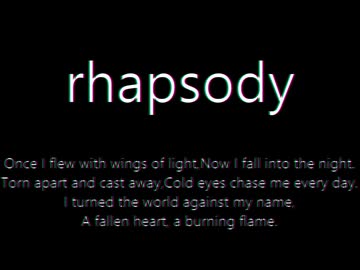 rhapsody
Once I flew with wings of light,Now I fall into the night.
Torn apart and cast away,Cold eyes chase me every day.
I turned the world against my name,
A fallen heart, a burning flame.